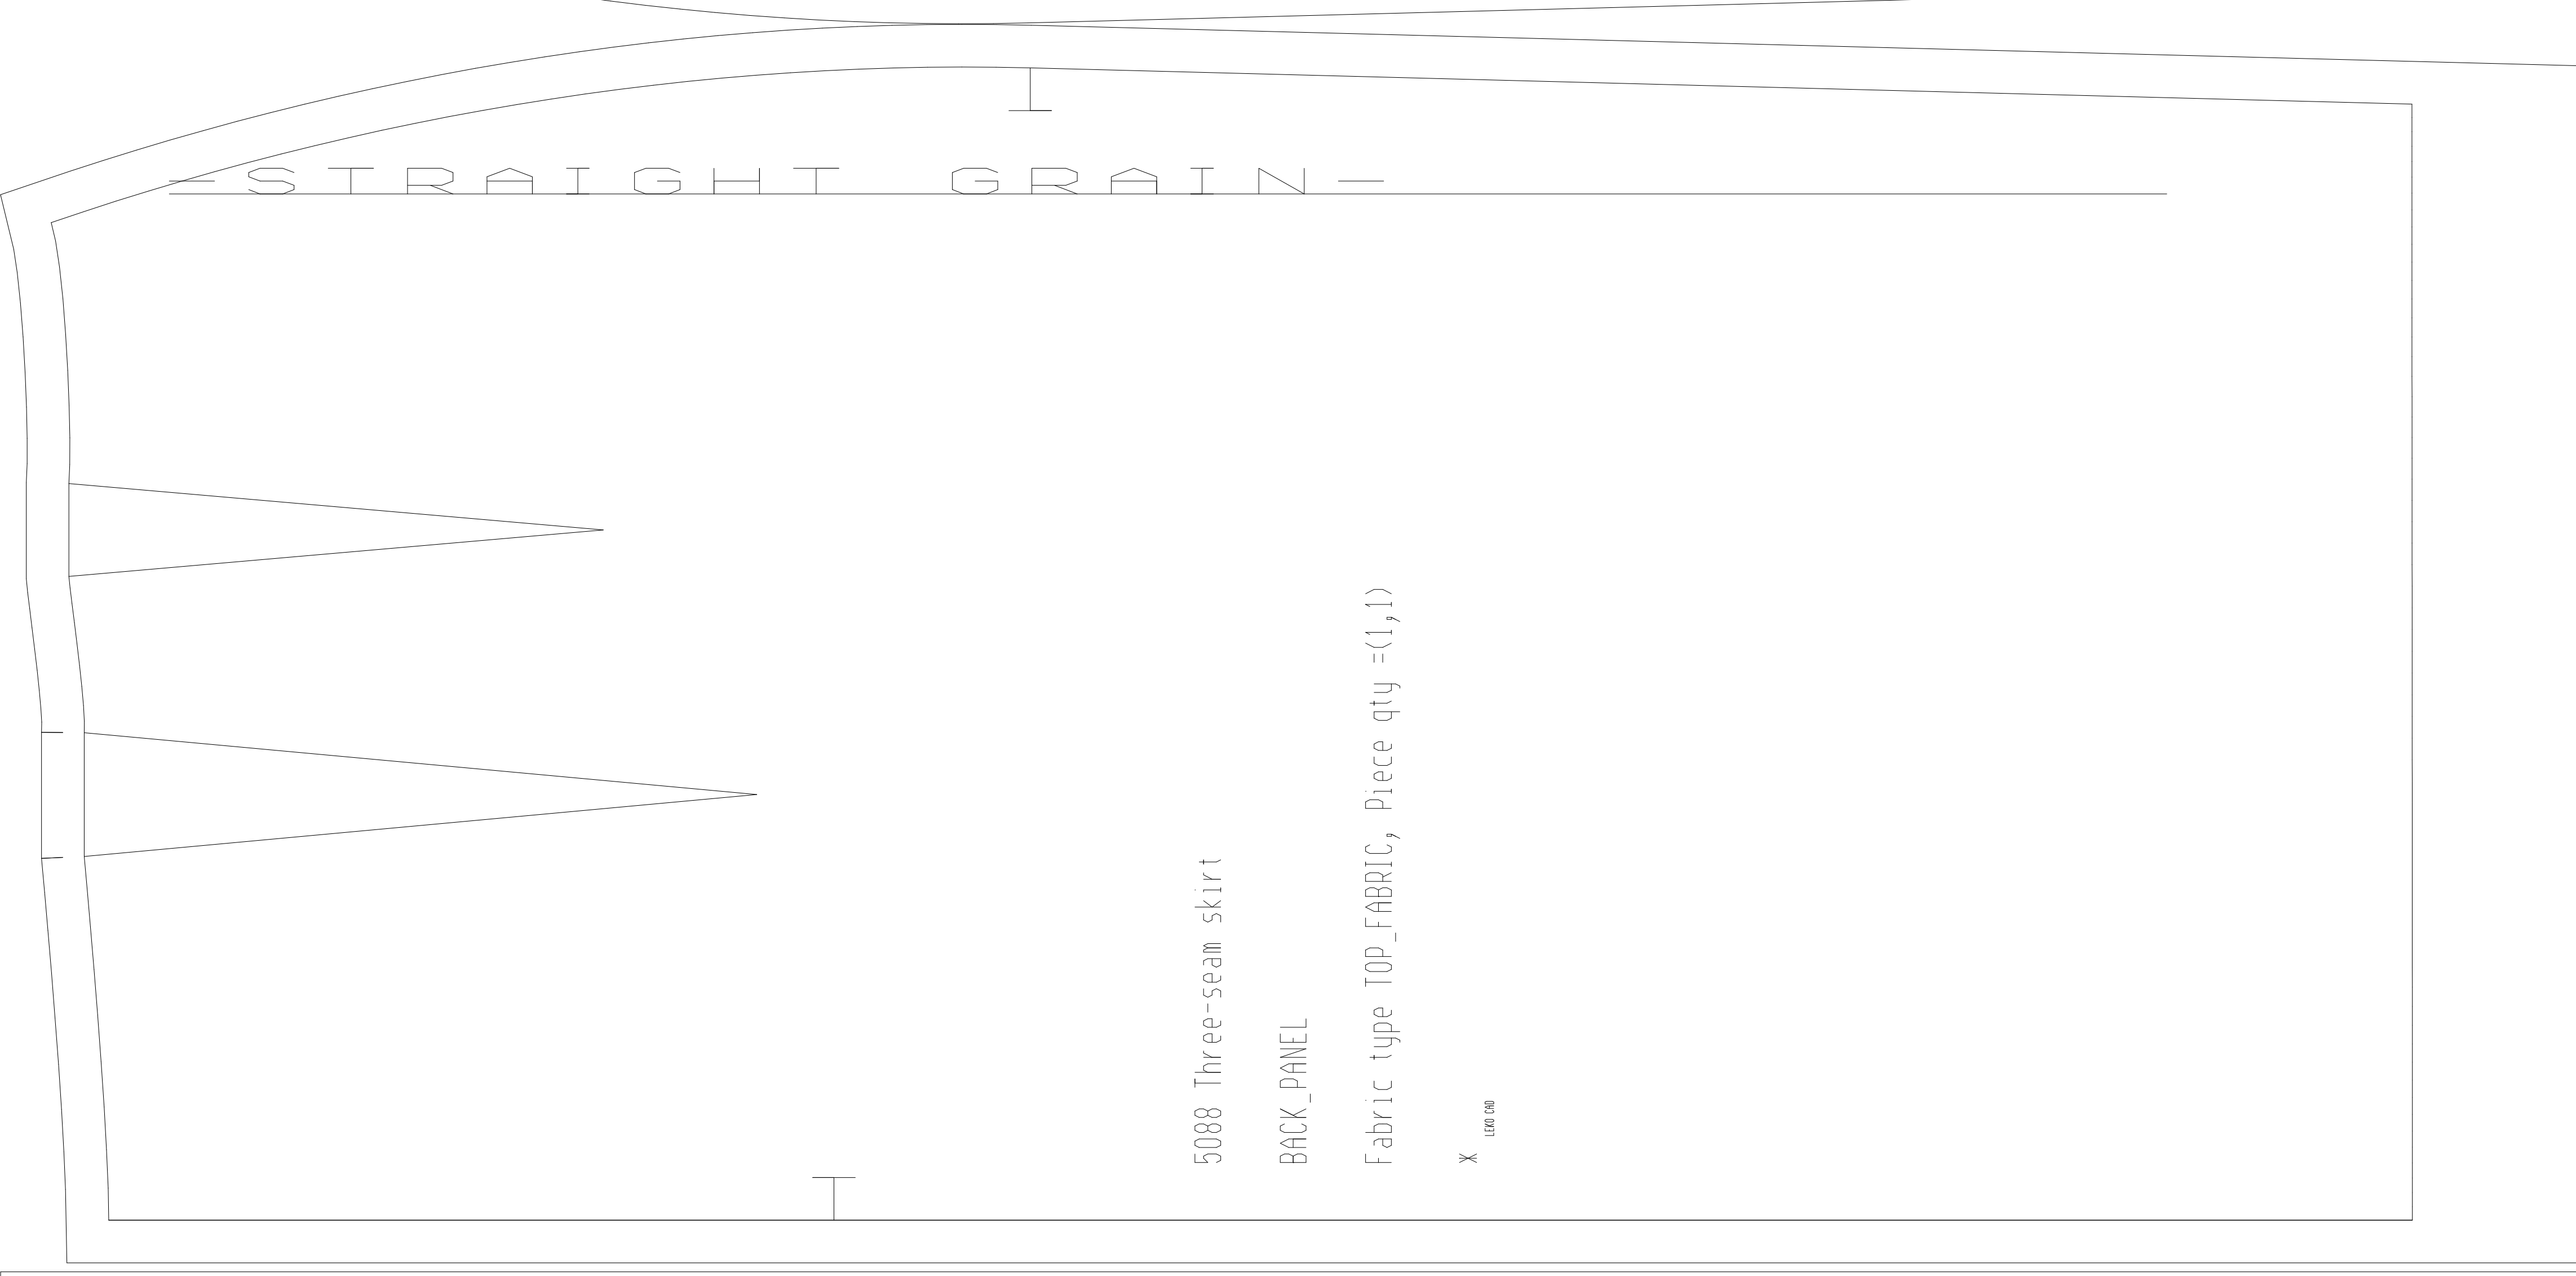 -STRAIGHT GRAIN-
5088 Three-seam skirt
BACK_PANEL
Fabric type TOP_FABRIC, Piece qty =(1,1)
*
LEKO CAD